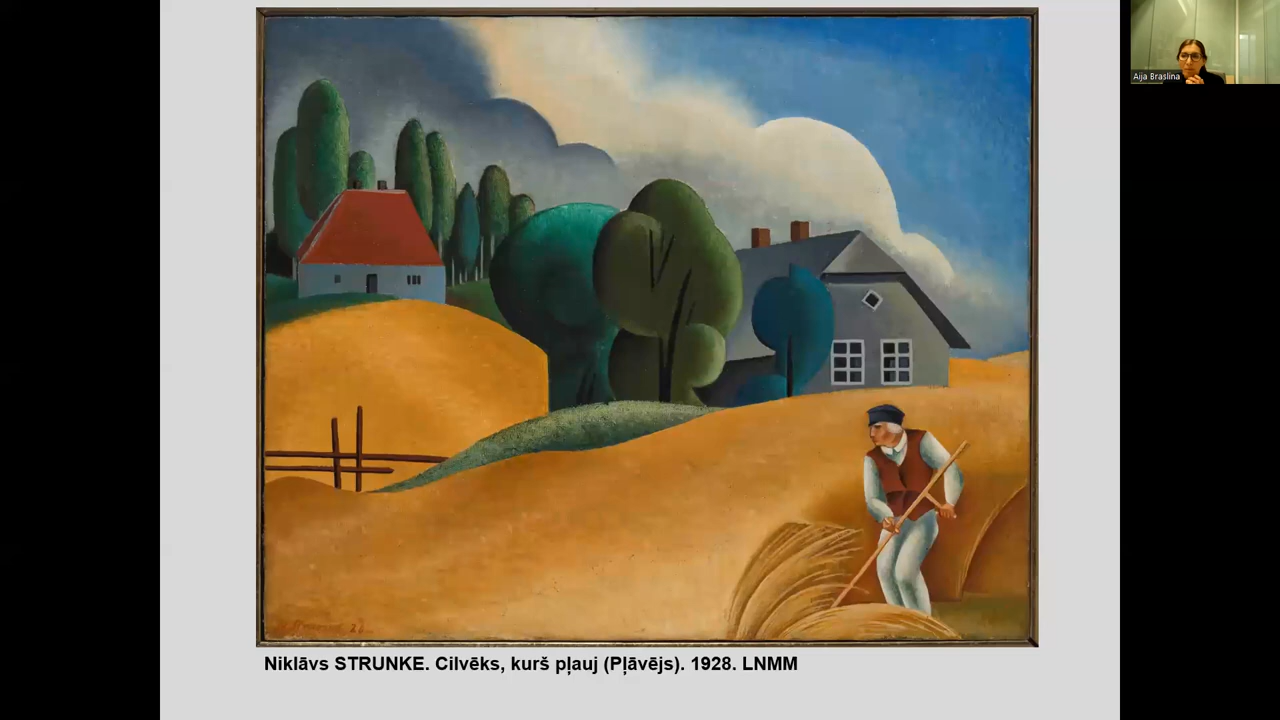 Aija Braslina
Niklāvs STRUNKE. Cilvēks, kurš pļauj (Pļāvējs). 1928. LNMM